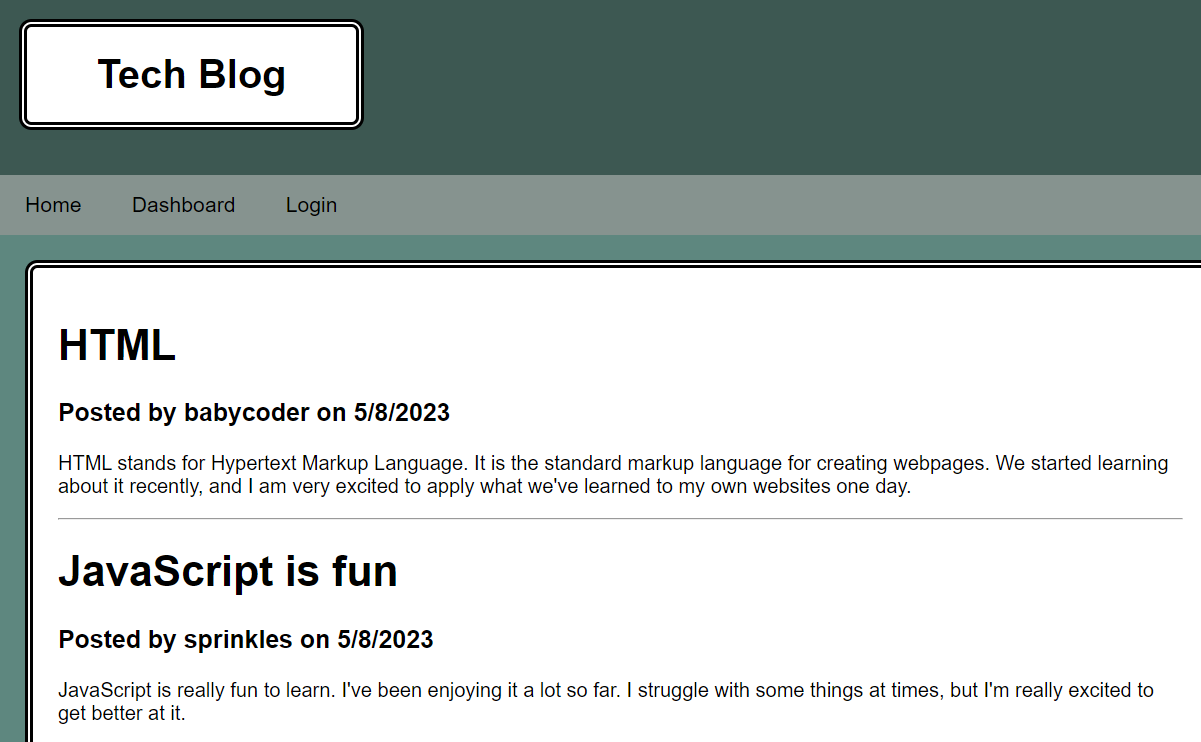 Tech Blog
Home Dashboard Login
HTML
Posted by babycoder on 5/8/2023
HTML stands for Hypertext Markup Language. It is the standard markup language for creating webpages. We started learning
about it recently, and I am very excited to apply what we've learned to my own websites one day.
JavaScript is fun
Posted by sprinkles on 5/8/2023
JavaScript is really fun to learn. I've been enjoying it a lot so far. I struggle with some things at times, but I'm really excited to
get better at it.